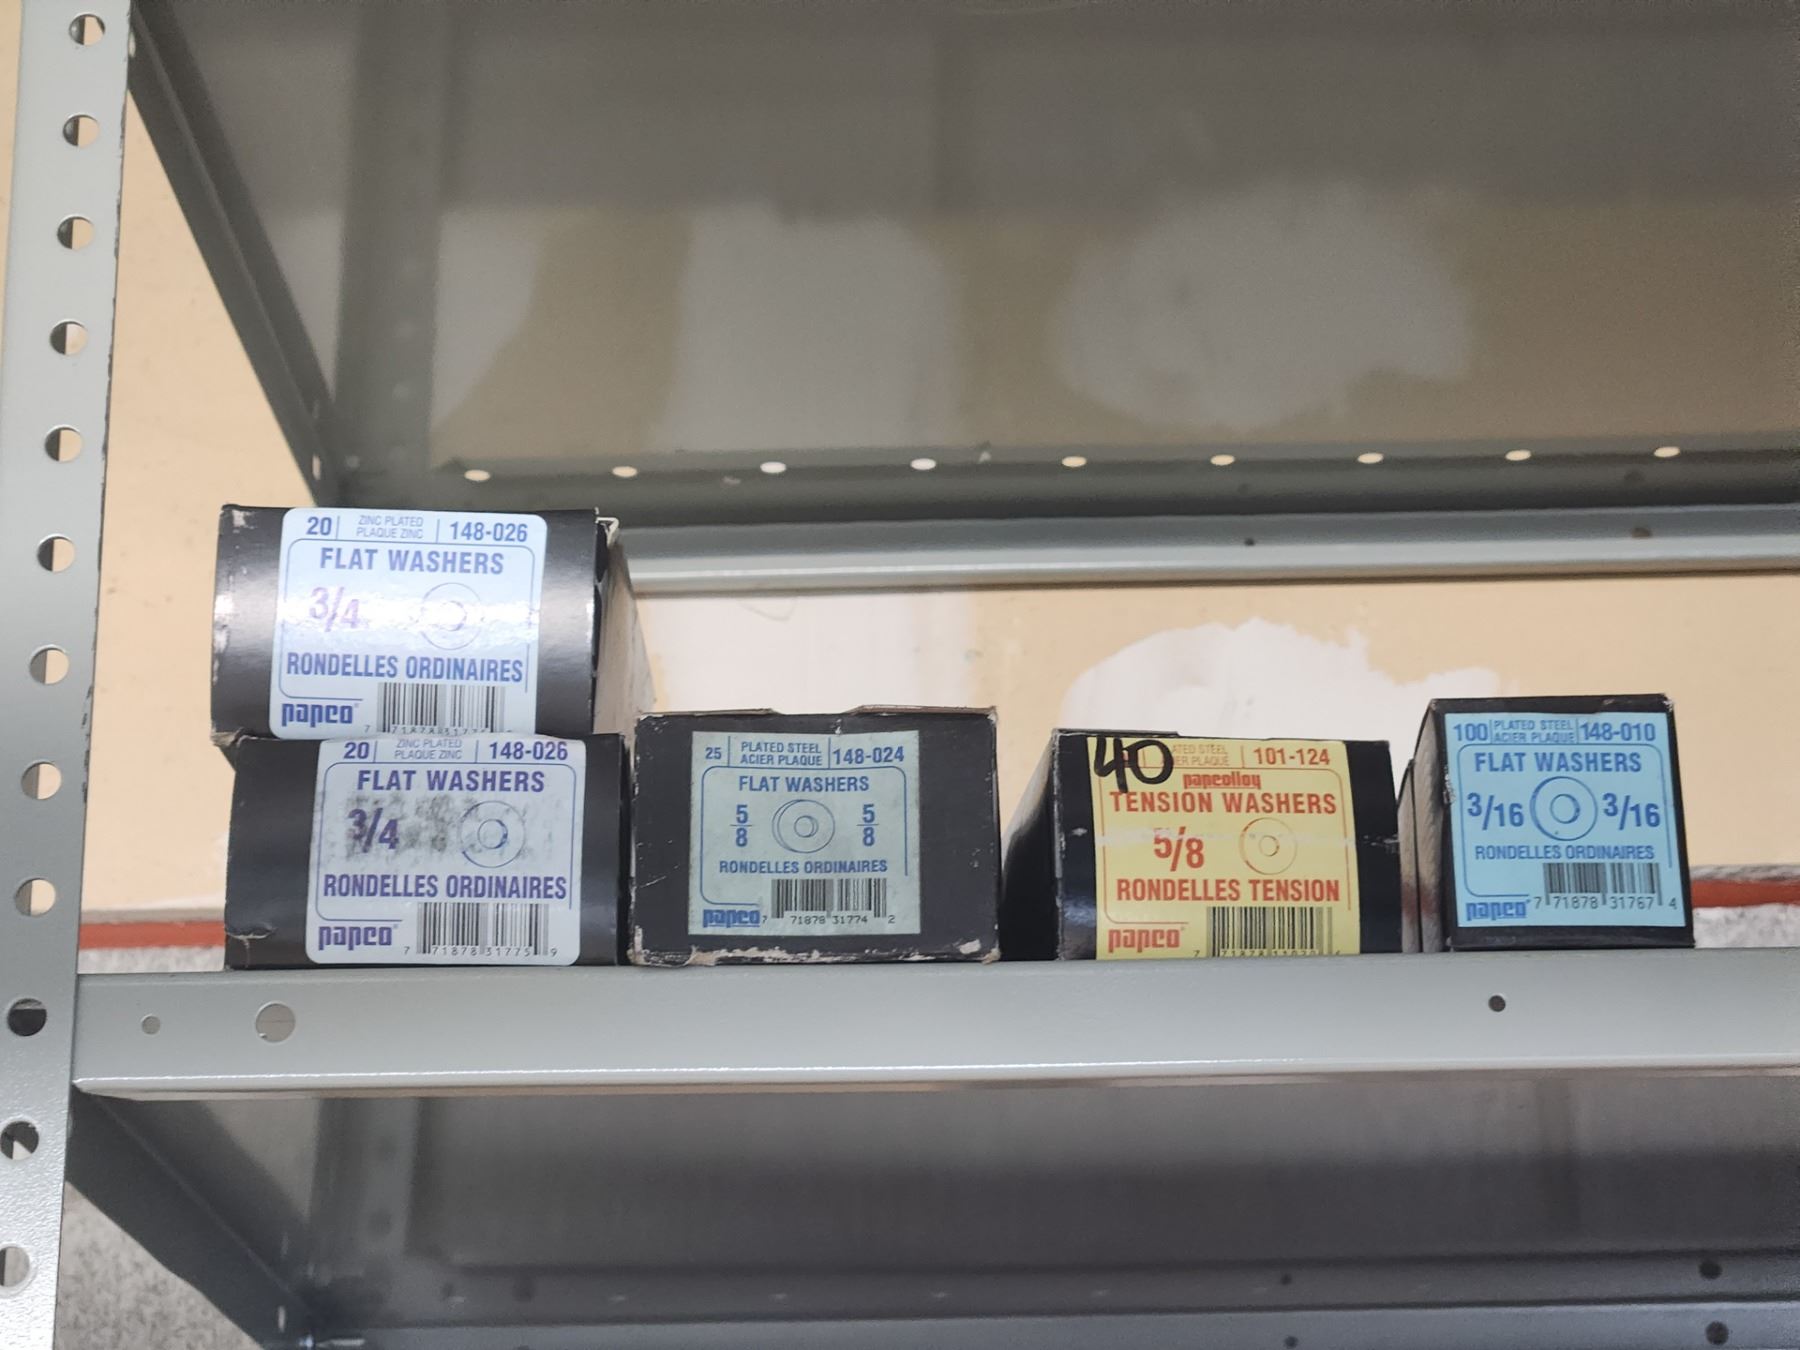 20 ZINC PLATED PLAQUE ZINC 148-026
FLAT WASHERS
3/4
RONDELLES ORDINAIRES
papco
20 ZINC PLATED PLAQUE ZINC 148-026
FLAT WASHERS
3/4
RONDELLES ORDINAIRES
papco
7 71878 31775 9
25 PLATED STEEL ACIER PLAQUE 148-024
FLAT WASHERS
5/8 5/8
RONDELLES ORDINAIRES
papco
7 71878 31774 2
40 PLAQUE 101-124
papcolloy
TENSION WASHERS
5/8
RONDELLES TENSION
papco
100 PLATED STEEL ACIER PLAQUE 148-010
FLAT WASHERS
3/16 3/16
RONDELLES ORDINAIRES
papco
7 71878 31767 4